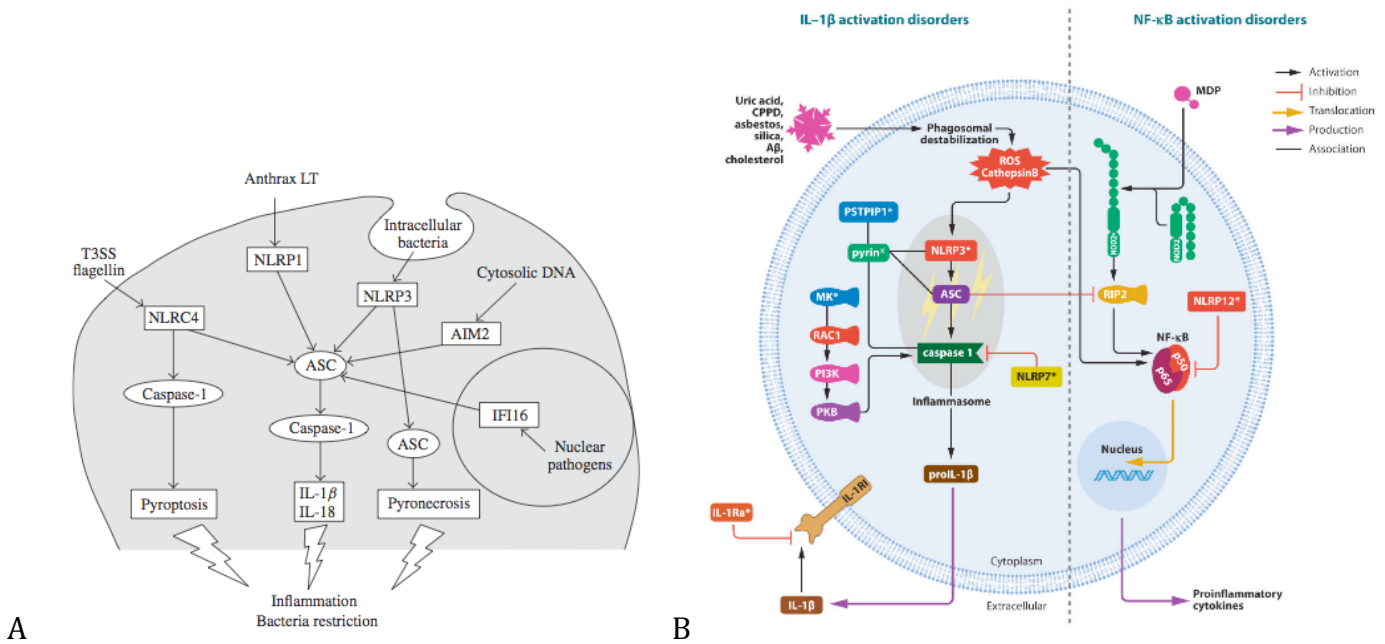 Anthrax LT
T3SS
flagellin
Intracellular
bacteria
NLRP1
Cytosolic DNA
NLRP3
NLRC4
AIM2
ASC
Caspase-1
IFI16
Caspase-1
ASC
Nuclear
pathogens
Pyroptosis
IL-1β
IL-18
Pyronecrosis
Inflammation
Bacteria restriction
A
IL–1β activation disorders
NF-κB activation disorders
Activation
Inhibition
Translocation
Production
Association
Uric acid,
CPPD,
asbestos,
silica,
Aβ,
cholesterol
Phagosomal
destabilization
ROS
CathepsinB
MDP
PSTPIP1*
pyrin*
NLRP3*
NOD2*
NOD2*
ASC
RIP2
NLRP12*
MK*
RAC1
NF-κB
p50
p65
caspase 1
PI3K
NLRP7*
PKB
Inflammasome
Nucleus
proIL-1β
IL-1RI
IL-1Ra*
Cytoplasm
Extracellular
IL-1β
Proinflammatory
cytokines
B